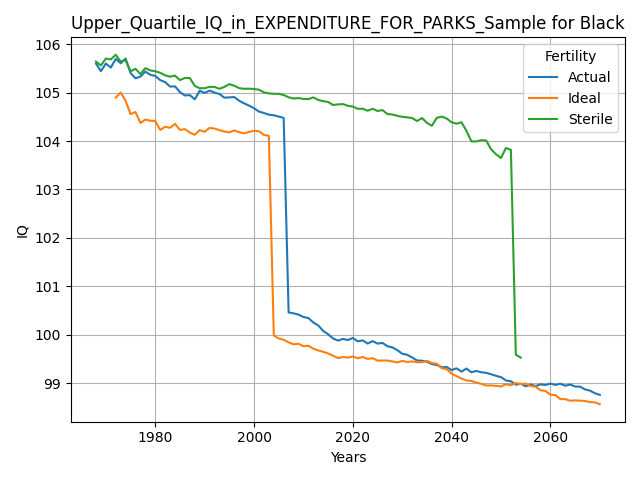 Upper_Quartile_IQ_in_EXPENDITURE_FOR_PARKS_Sample for Black
106
105
104
103
102
101
100
99
IQ
1980
2000
2020
2040
2060
Years
Fertility
Actual
Ideal
Sterile